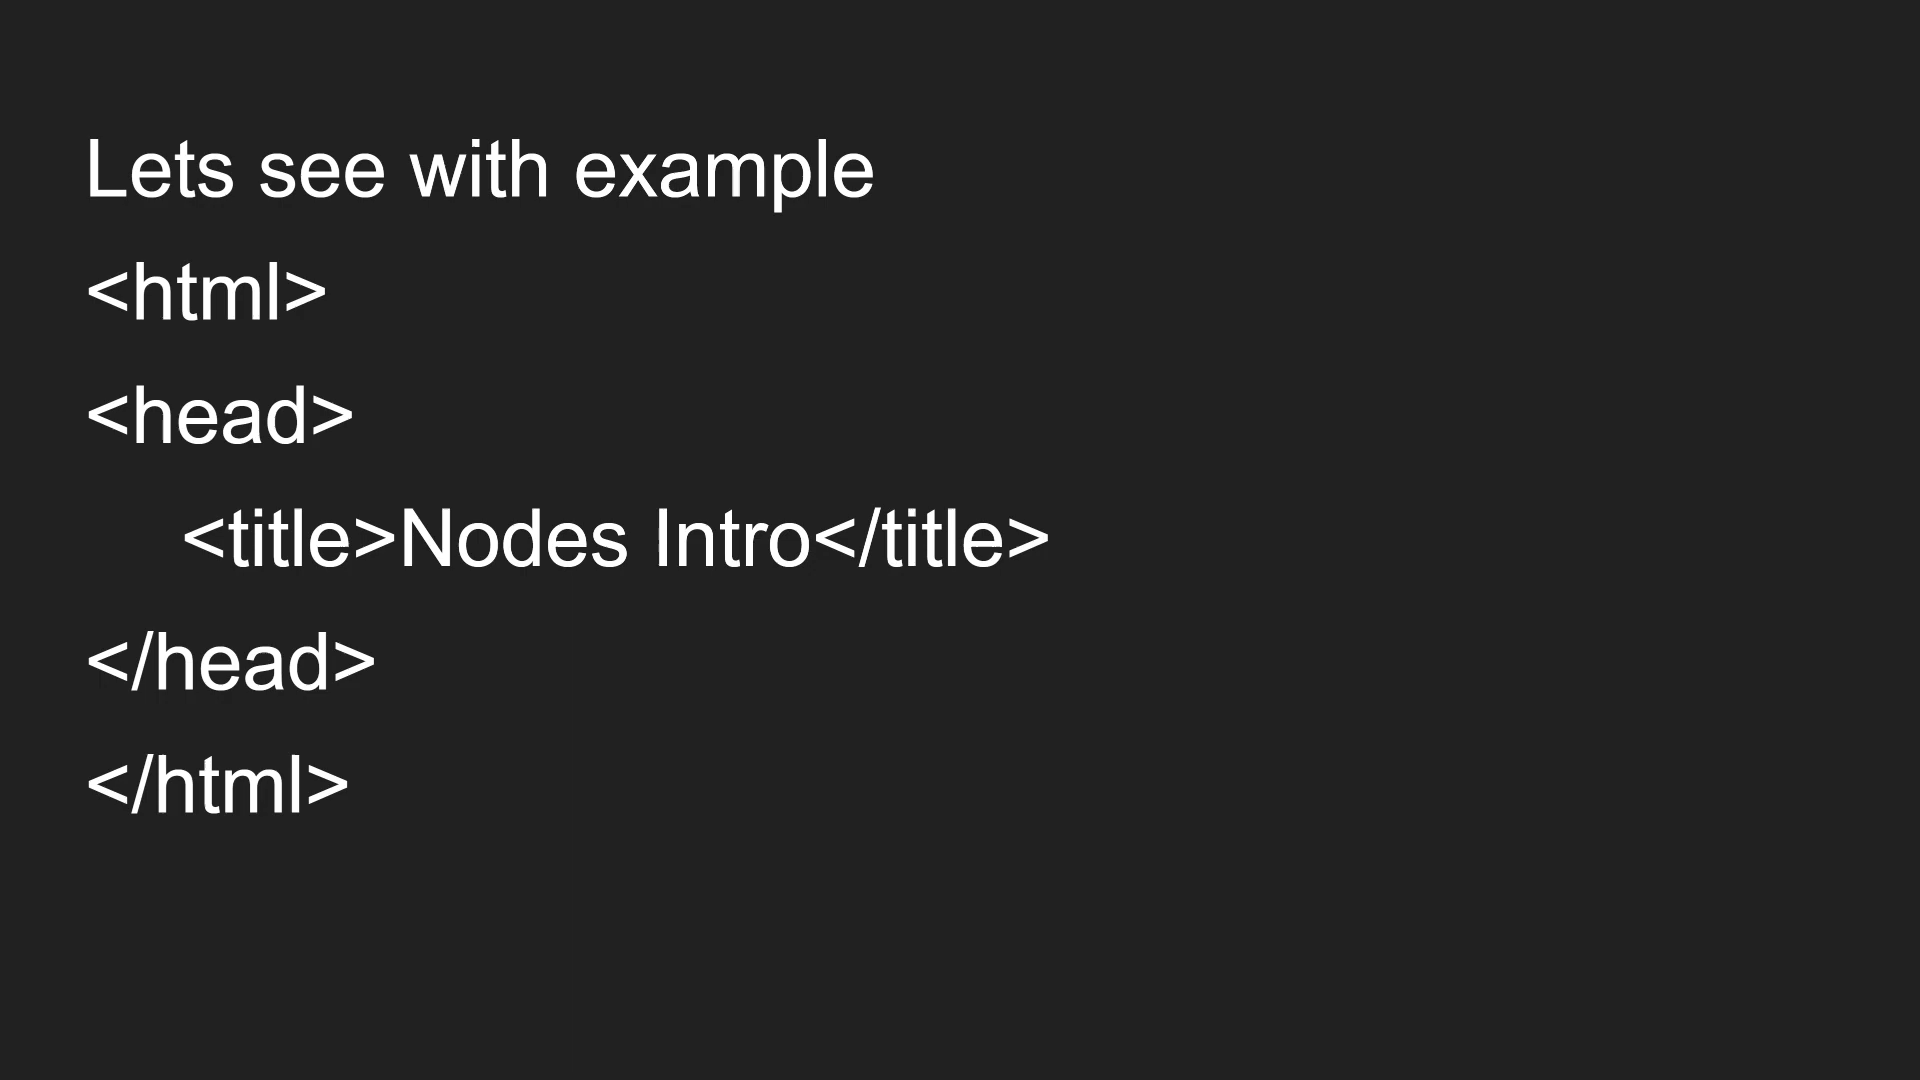 Lets see with example
<html>
<head>
<title>Nodes Intro</title>
</head>
</html>